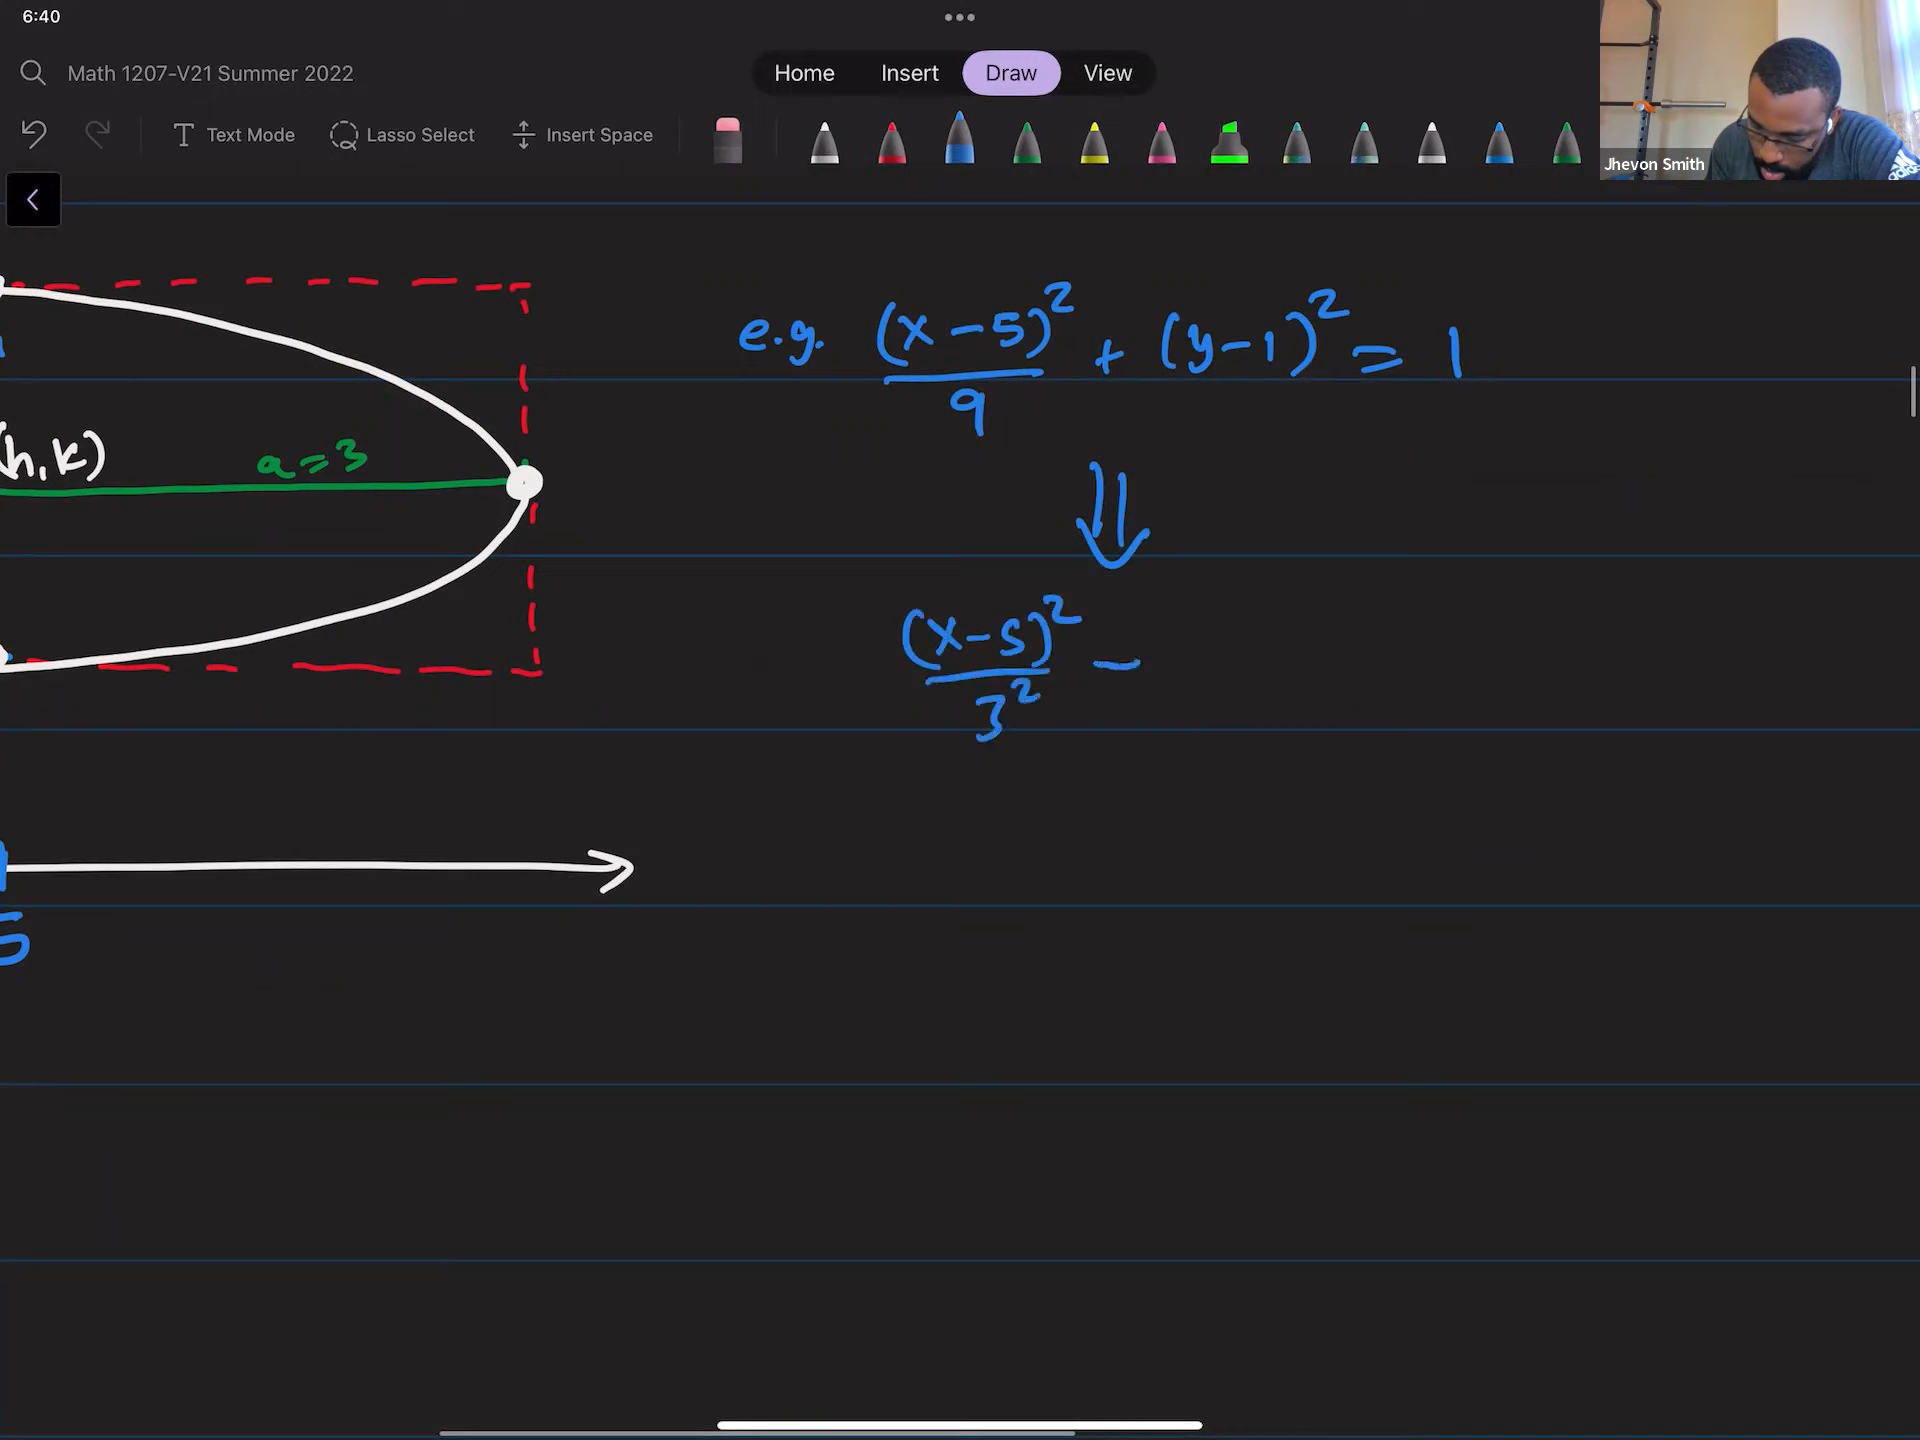 6:40
Math 1207-V21 Summer 2022
Home Insert Draw View
Text Mode Lasso Select Insert Space
Jhevon Smith
e.g. (x-5)² / 9 + (y-1)² = 1
(h,k) a=3
(x-5)² / 3² -
5